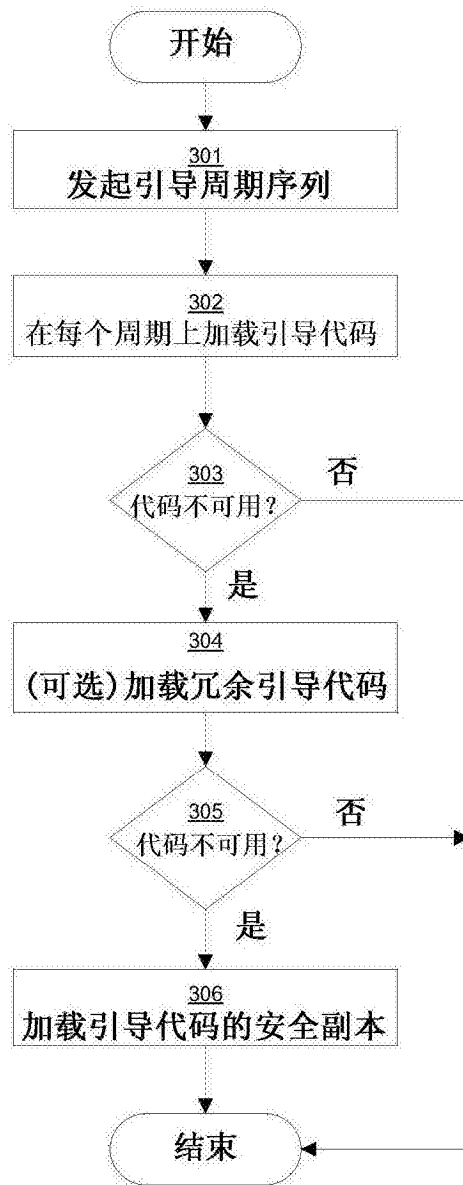 开始
301
发起引导周期序列
302
在每个周期上加载引导代码
303
代码不可用?
否
是
304
(可选)加载冗余引导代码
305
代码不可用?
否
是
306
加载引导代码的安全副本
结束